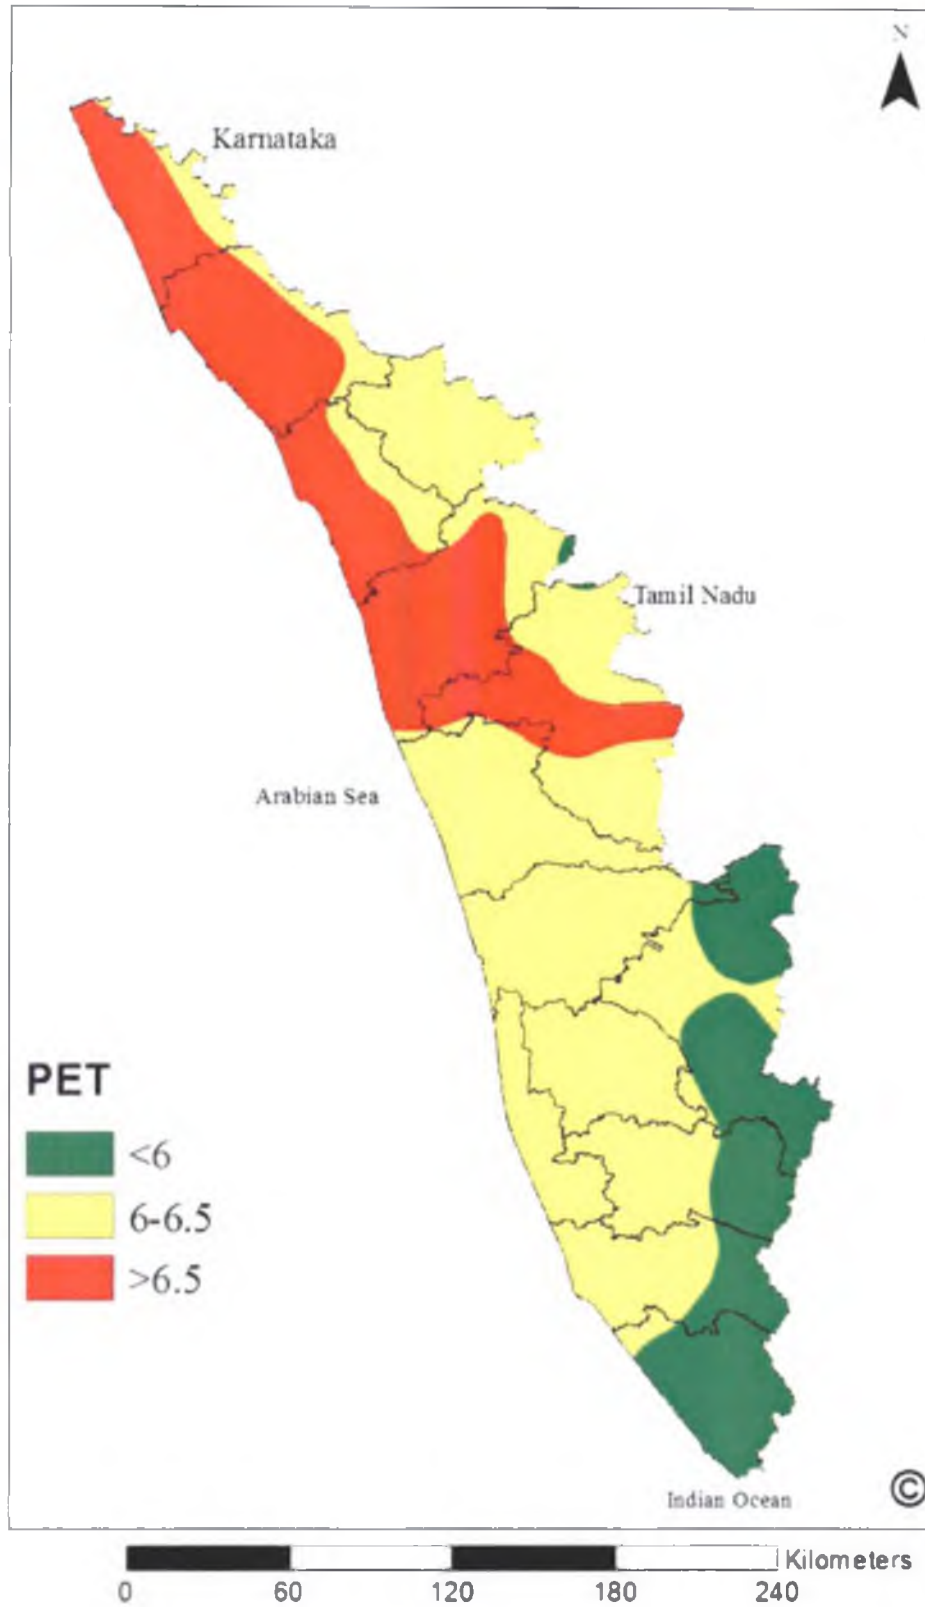 N
Karnataka
Tamil Nadu
Arabian Sea
PET
<6
6-6.5
>6.5
Indian Ocean
©
Kilometers
0 60 120 180 240